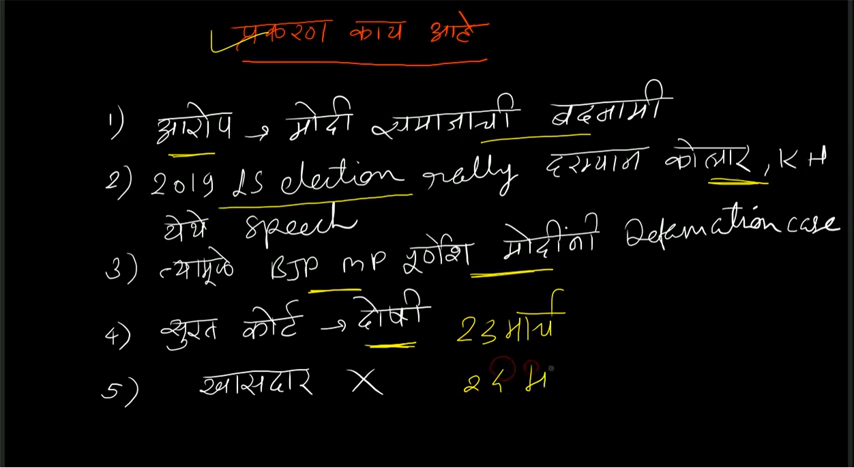 प्रकरण काय आहे
1) आरोप → मोदी समाजाची बदनामी
2) 2019 LS election rally दरम्यान कोलार, KH
येथे speech
3) त्यामुळे BJP MP पूर्णेश मोदींनी Defamation case
4) सुरत कोर्ट → दोषी 23 मार्च
5) खासदार X 24 म